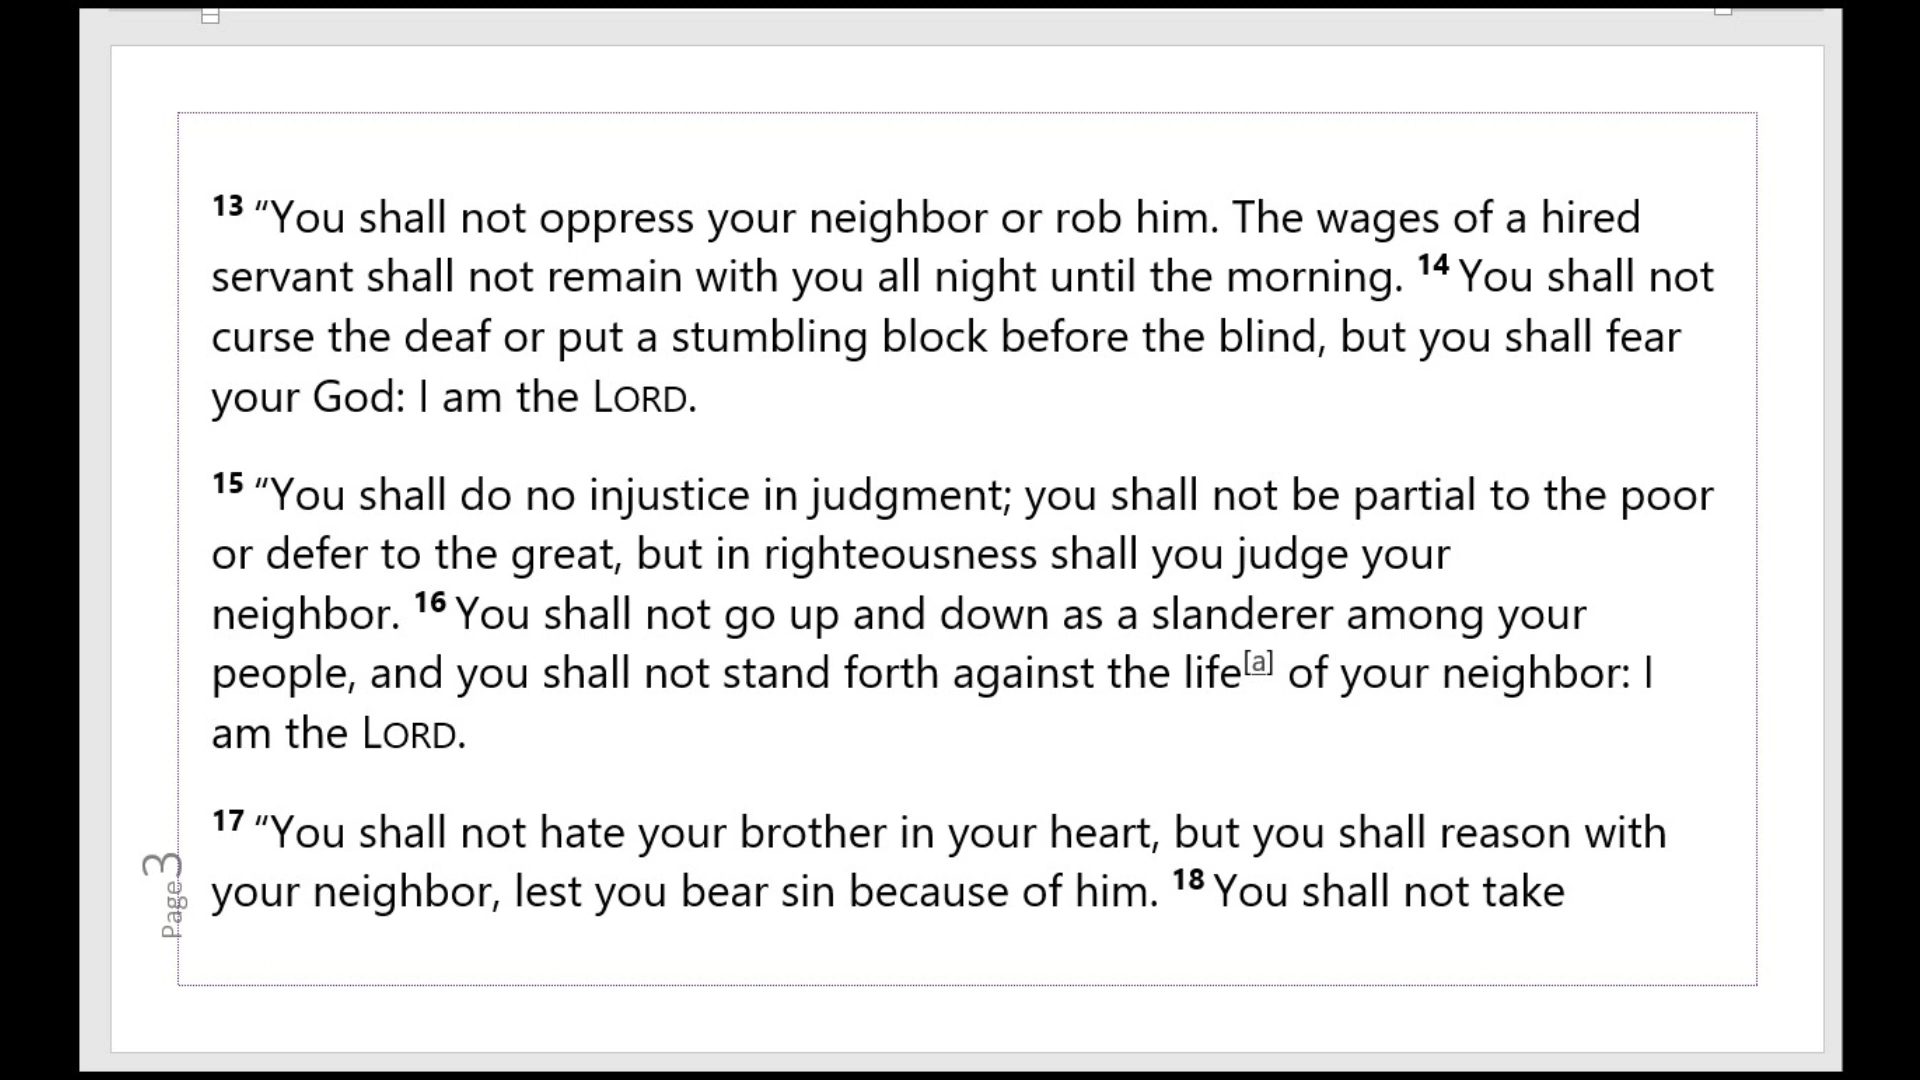 13 “You shall not oppress your neighbor or rob him. The wages of a hired
servant shall not remain with you all night until the morning. 14 You shall not
curse the deaf or put a stumbling block before the blind, but you shall fear
your God: I am the LORD.
15 “You shall do no injustice in judgment; you shall not be partial to the poor
or defer to the great, but in righteousness shall you judge your
neighbor. 16 You shall not go up and down as a slanderer among your
people, and you shall not stand forth against the life[a] of your neighbor: I
am the LORD.
17 “You shall not hate your brother in your heart, but you shall reason with
your neighbor, lest you bear sin because of him. 18 You shall not take
Page 3